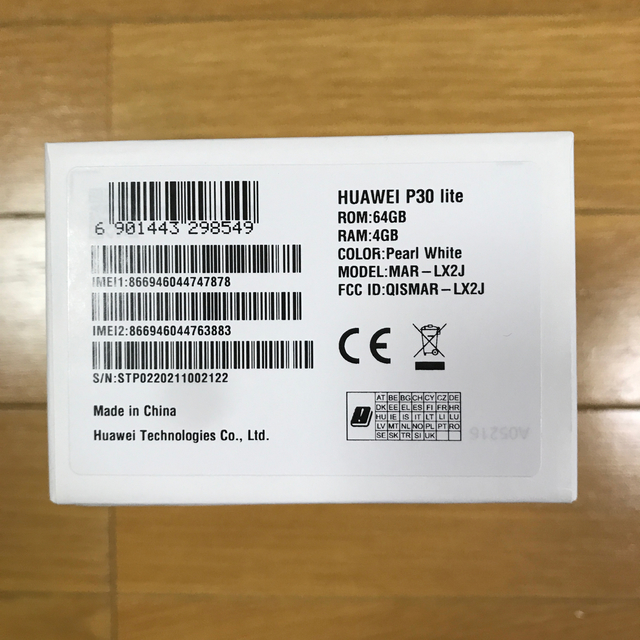 6 901443 298549
IMEI1:866946044747878
IMEI2:866946044763883
S/N:STP0220211002122
Made in China
Huawei Technologies Co., Ltd.
HUAWEI P30 lite
ROM:64GB
RAM:4GB
COLOR:Pearl White
MODEL:MAR-LX2J
FCC ID:QISMAR-LX2J
CE
AT BE BG CH CY CZ DE
DK EE EL ES FI FR HR
HU IE IS IT LT LI LU
LV MT NL NO PL PT RO
SE SK TR SI UK
A05216